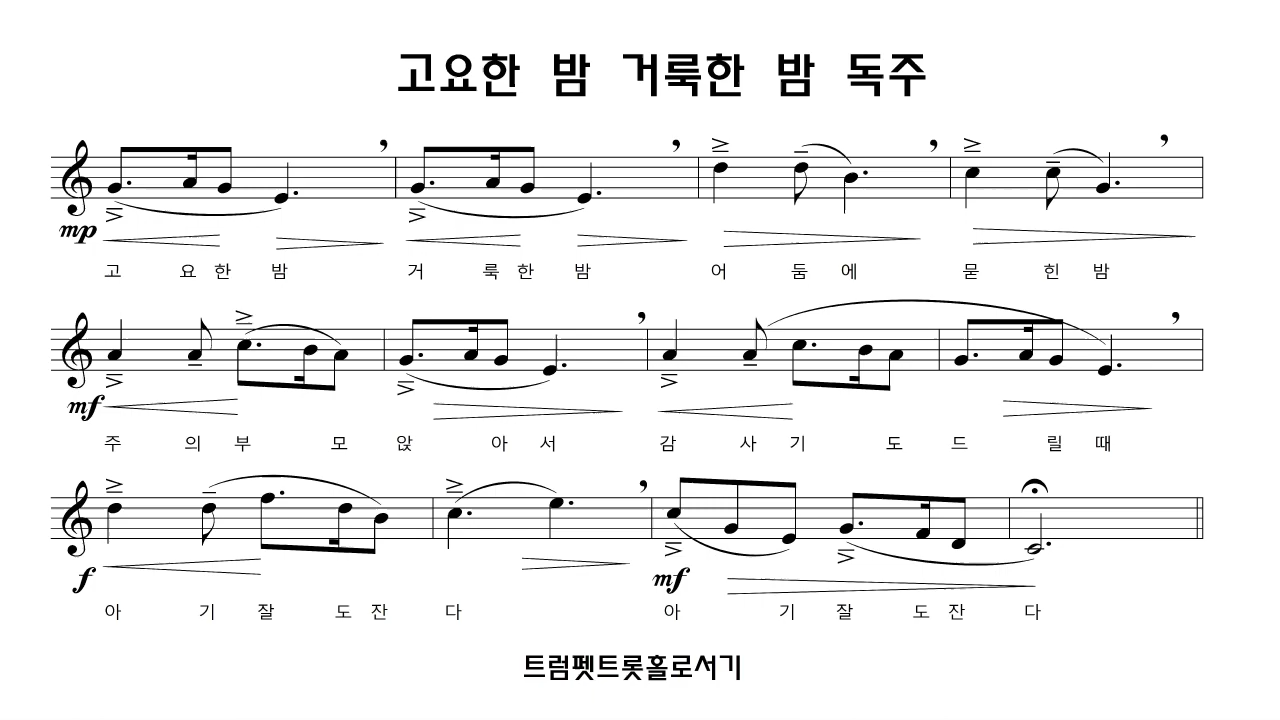 고요한 밤 거룩한 밤 독주
mp
고 요 한 밤 거 룩 한 밤 어 둠 에 묻 힌 밤
mf
주 의 부 모 앉 아 서 감 사 기 도 드 릴 때
f mf
아 기 잘 도 잔 다 아 기 잘 도 잔 다
트럼펫트롯홀로서기